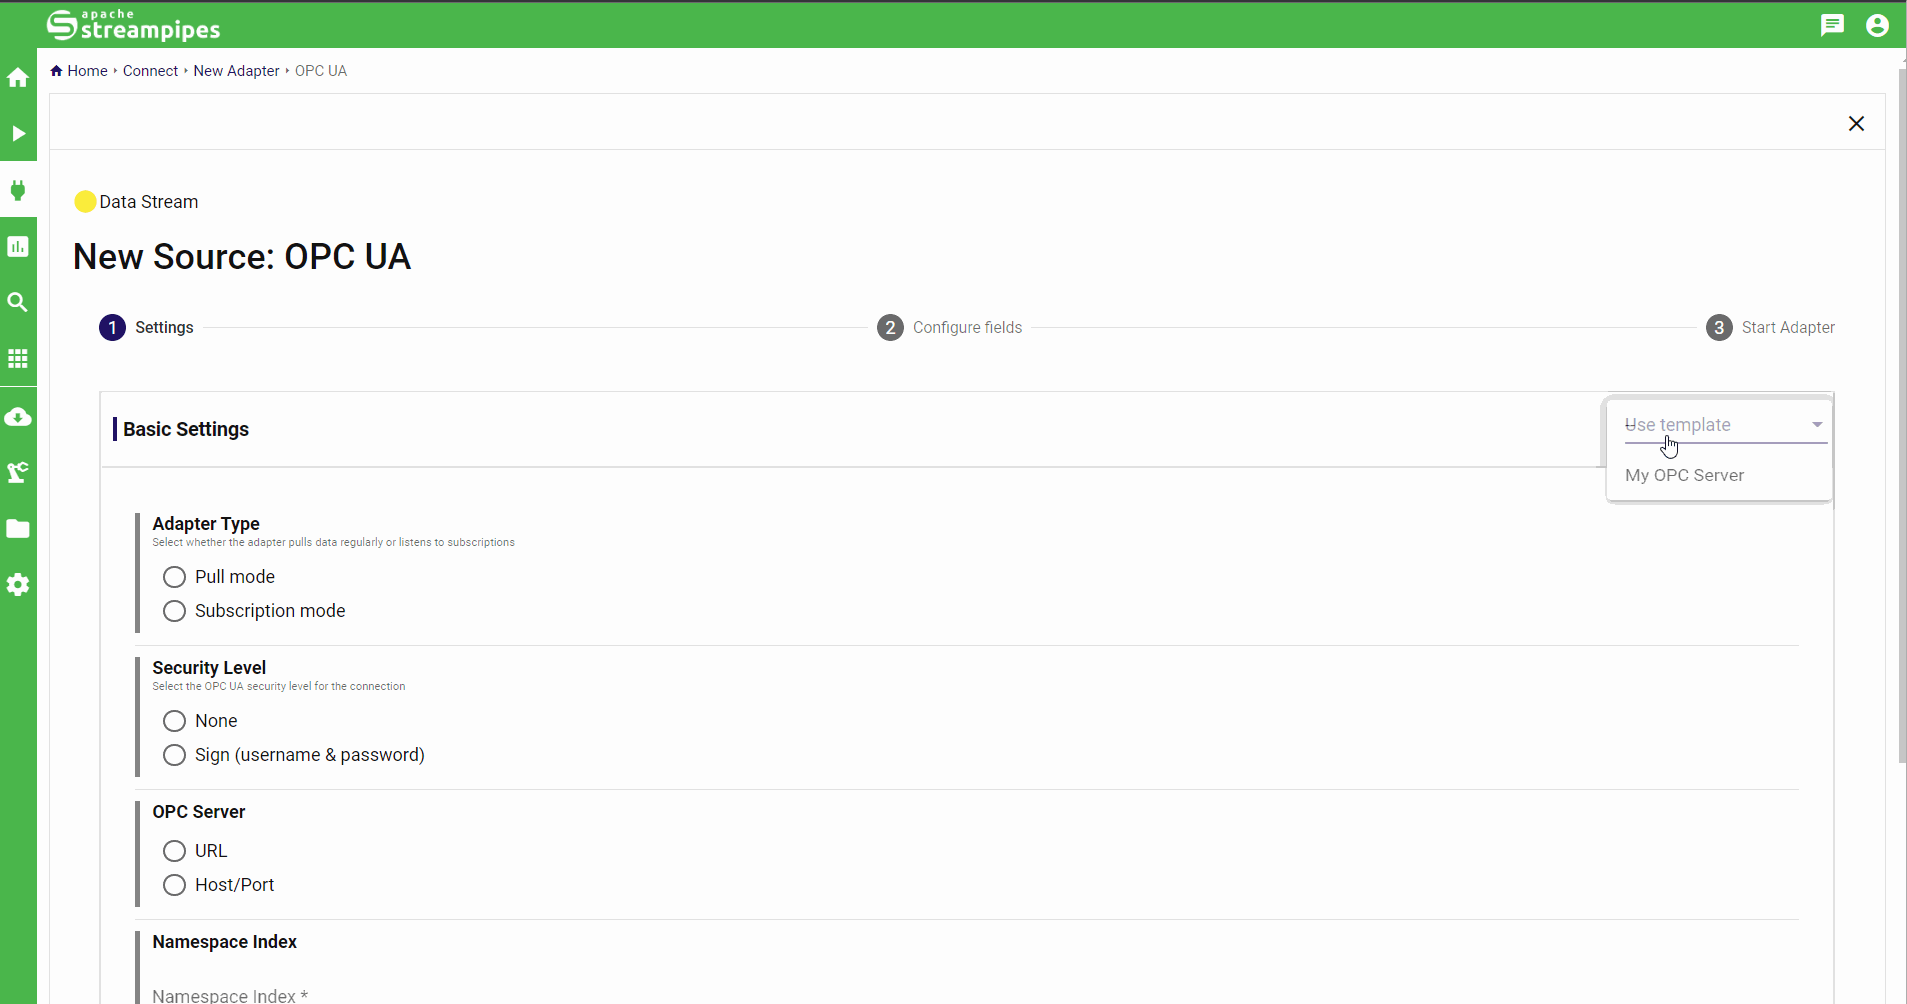 apache
streampipes
Home
Connect
New Adapter
OPC UA
Data Stream
New Source: OPC UA
1 Settings
2 Configure fields
3 Start Adapter
Basic Settings
Use template
My OPC Server
Adapter Type
Select whether the adapter pulls data regularly or listens to subscriptions
Pull mode
Subscription mode
Security Level
Select the OPC UA security level for the connection
None
Sign (username & password)
OPC Server
URL
Host/Port
Namespace Index
Namespace Index *